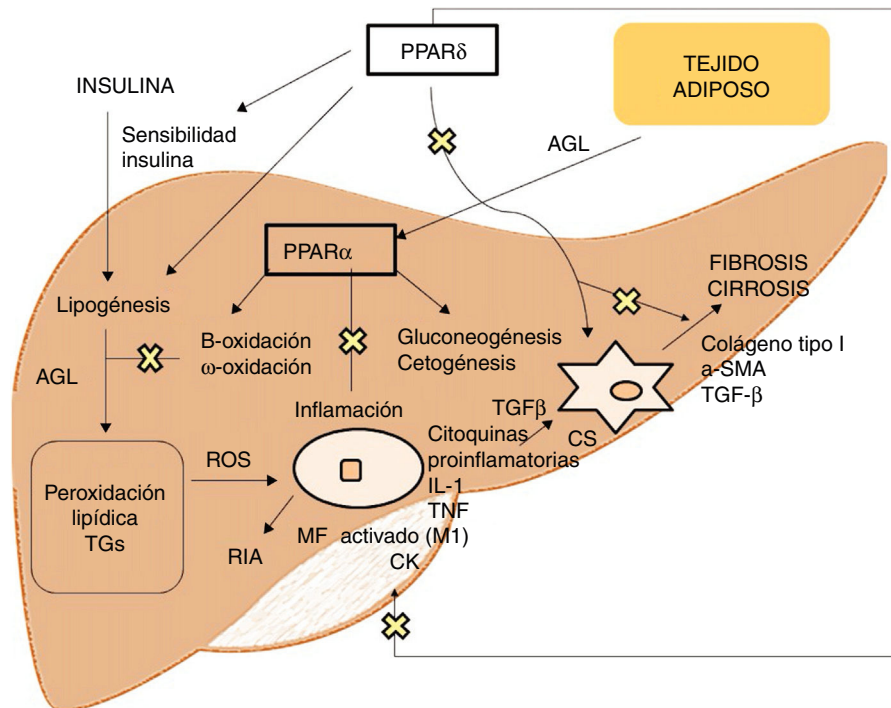 PPARδ
TEJIDO
ADIPOSO
INSULINA
Sensibilidad
insulina
AGL
PPARα
FIBROSIS
CIRROSIS
Lipogénesis
B-oxidación
ω-oxidación
Gluconeogénesis
Cetogénesis
Colágeno tipo I
a-SMA
TGF-β
AGL
Inflamación
TGFβ
CS
Citoquinas
proinflamatorias
IL-1
TNF
ROS
Peroxidación
lipídica
TGs
RIA
MF activado (M1)
CK